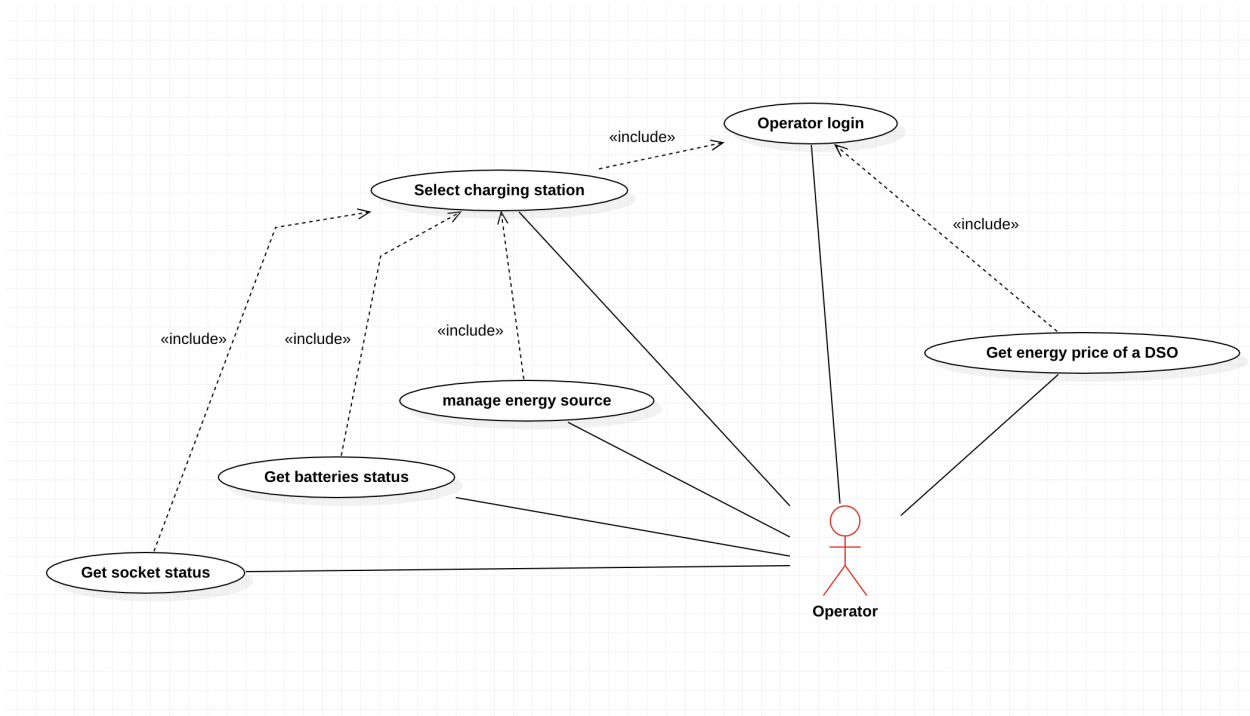 Operator login
«include»
Select charging station
«include»
«include»
«include»
«include»
Get energy price of a DSO
manage energy source
Get batteries status
Get socket status
Operator